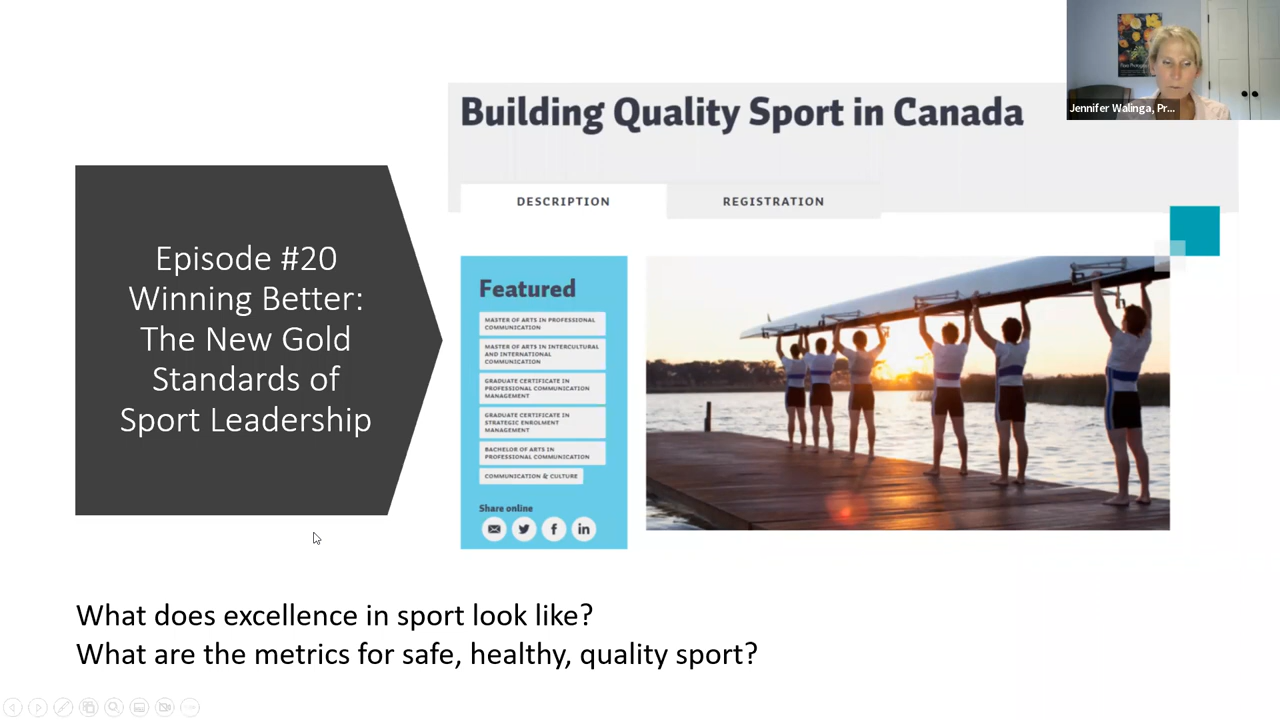 Building Quality Sport in Canada
Jennifer Walinga, Pr...
DESCRIPTION
REGISTRATION
Episode #20
Winning Better:
The New Gold
Standards of
Sport Leadership
Featured
MASTER OF ARTS IN PROFESSIONAL
COMMUNICATION
MASTER OF ARTS IN INTERCULTURAL
AND INTERNATIONAL
COMMUNICATION
GRADUATE CERTIFICATE IN
PROFESSIONAL COMMUNICATION
MANAGEMENT
GRADUATE CERTIFICATE IN
STRATEGIC ENROLMENT
MANAGEMENT
BACHELOR OF ARTS IN
PROFESSIONAL COMMUNICATION
COMMUNICATION & CULTURE
Share online
What does excellence in sport look like?
What are the metrics for safe, healthy, quality sport?